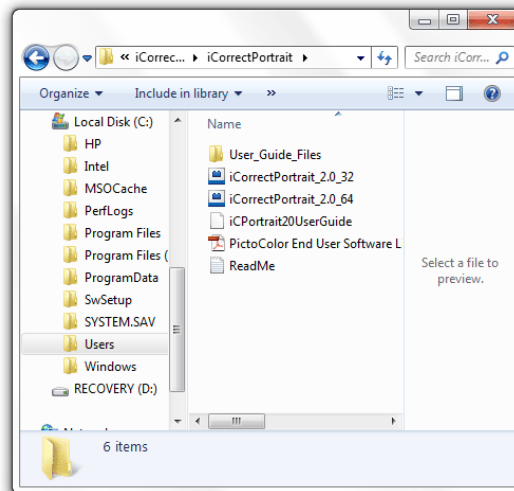 « iCorrec... ▸ iCorrectPortrait ▸
Search iCorr...
Organize ▾ Include in library ▾ »
Local Disk (C:)
HP
Intel
MSOCache
PerfLogs
Program Files
Program Files (
ProgramData
SwSetup
SYSTEM.SAV
Users
Windows
RECOVERY (D:)
Name
User_Guide_Files
iCorrectPortrait_2.0_32
iCorrectPortrait_2.0_64
iCPortrait20UserGuide
PictoColor End User Software L
ReadMe
Select a file to
preview.
6 items